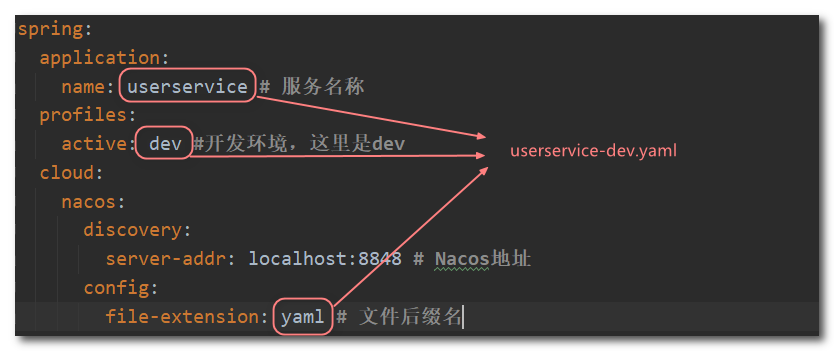 spring:
application:
name: userservice # 服务名称
profiles:
active: dev #开发环境，这里是dev
userservice-dev.yaml
cloud:
nacos:
discovery:
server-addr: localhost:8848 # Nacos地址
config:
file-extension: yaml # 文件后缀名